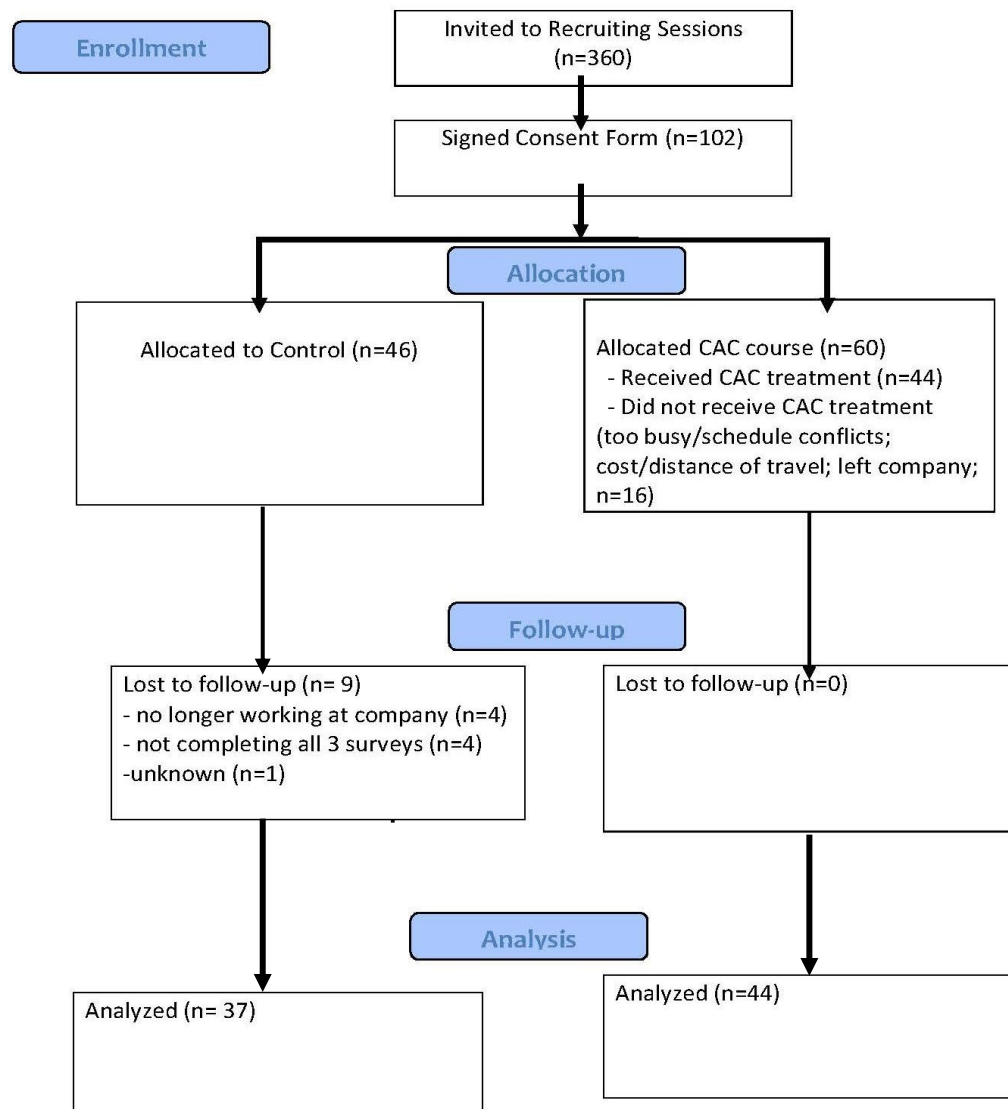 Enrollment
Invited to Recruiting Sessions
(n=360)
Signed Consent Form (n=102)
Allocation
Allocated to Control (n=46)
Allocated CAC course (n=60)
- Received CAC treatment (n=44)
- Did not receive CAC treatment
(too busy/schedule conflicts;
cost/distance of travel; left company;
n=16)
Follow-up
Lost to follow-up (n= 9)
- no longer working at company (n=4)
- not completing all 3 surveys (n=4)
-unknown (n=1)
Lost to follow-up (n=0)
Analysis
Analyzed (n= 37)
Analyzed (n=44)